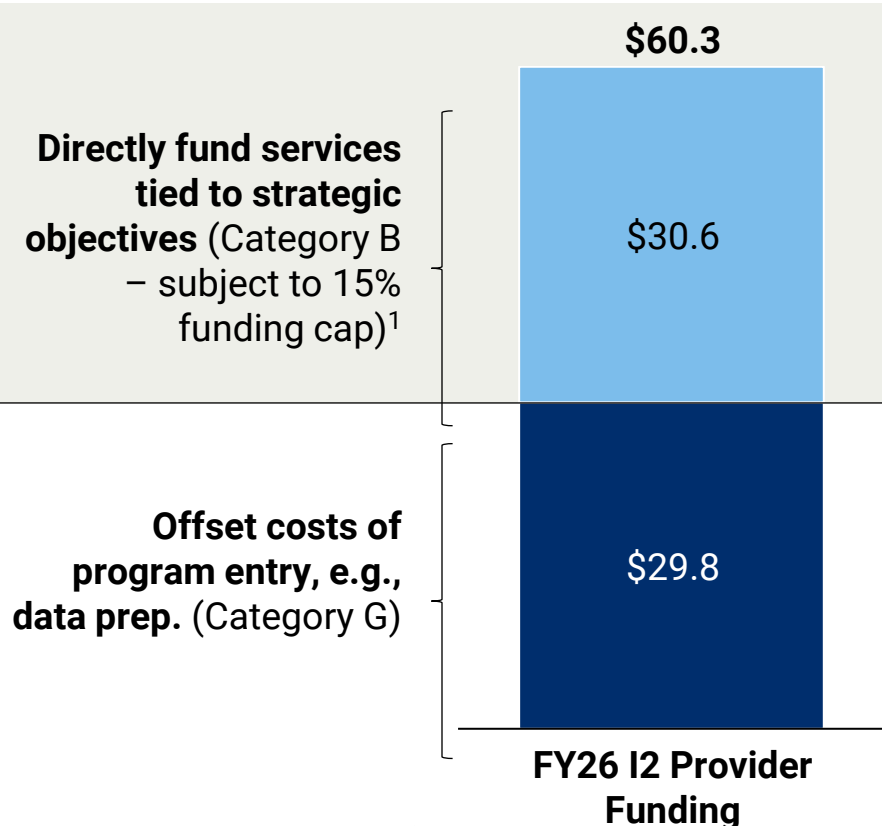 $60.3
Directly fund services
tied to strategic
objectives (Category B
– subject to 15%
funding cap)¹
$30.6
Offset costs of
program entry, e.g.,
data prep. (Category G)
$29.8
FY26 I2 Provider
Funding